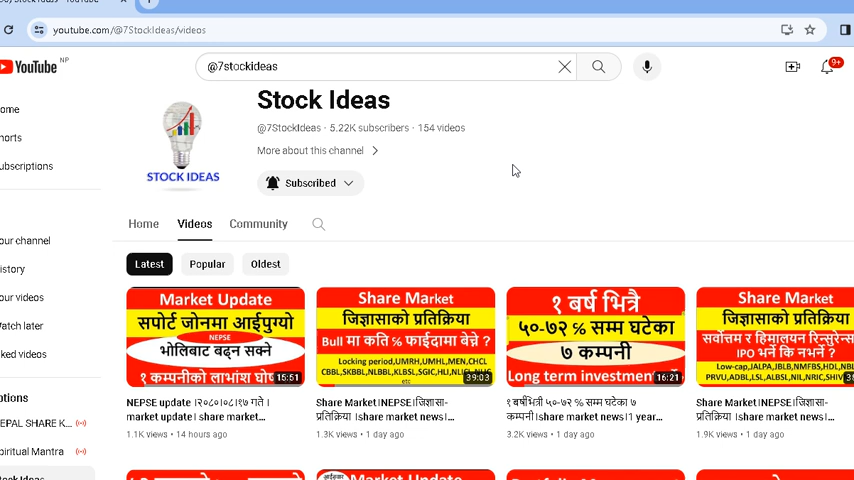 YouTube
youtube.com/@7StockIdeas/videos
YouTube NP
@7stockideas
9+
Stock Ideas
@7StockIdeas · 5.22K subscribers · 154 videos
More about this channel
STOCK IDEAS
Subscribed
Home Videos Community
Latest Popular Oldest
Market Update
सपोर्ट जोनमा आईपुग्यो
NEPSE
भोलिबाट बढ्न सक्ने
15:51
Share Market
जिज्ञासाको प्रतिक्रिया
Bull मा कति % फाईदामा बेच्ने ?
Locking period,UMRH,UMHL,MEN,CHCL
etc
39:03
१ बर्ष भित्रै
५०-७२ % सम्म घटेका
७ कम्पनी
Long term investment
16:21
Share Market
जिज्ञासाको प्रतिक्रिया
सर्वोत्तम र हिमालयन रिन्सुरेन्स
IPO भर्ने कि नभर्ने ?
Low-cap,JALPA,JBLB,NMFBS,HDL,NB
PRVU,ADBL,LSL,ALBSL,NIL,NRIC,SHIV
NEPSE update ।२०८०।०८।१७ गते ।
market update । share market...
1.1K views · 14 hours ago
Share Market।NEPSE।जिज्ञासा-
प्रतिक्रिया ।share market news।...
1.3K views · 1 day ago
१ बर्षभित्रै ५०-७२ % सम्म घटेका ७
कम्पनी।share market news।1 year...
3.2K views · 1 day ago
Share Market।NEPSE।जिज्ञासा-
प्रतिक्रिया ।share market news।...
1.9K views · 1 day ago
ome
horts
ubscriptions
our channel
istory
our videos
atch later
ked videos
ptions
EPAL SHARE K...
piritual Mantra
tock Ideas